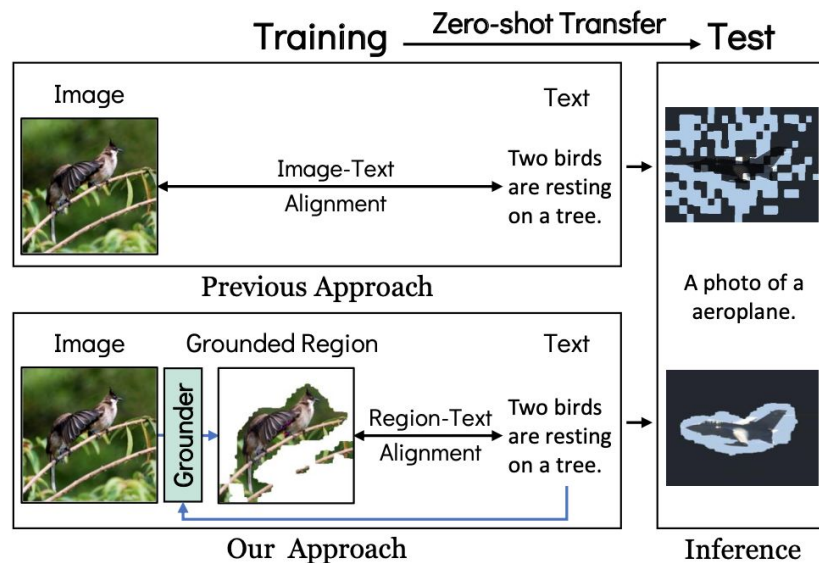 Training
Zero-shot Transfer
Test
Image
Text
Image-Text
Alignment
Two birds
are resting
on a tree.
Previous Approach
A photo of a
aeroplane.
Image
Grounded Region
Text
Grounder
Region-Text
Alignment
Two birds
are resting
on a tree.
Our Approach
Inference